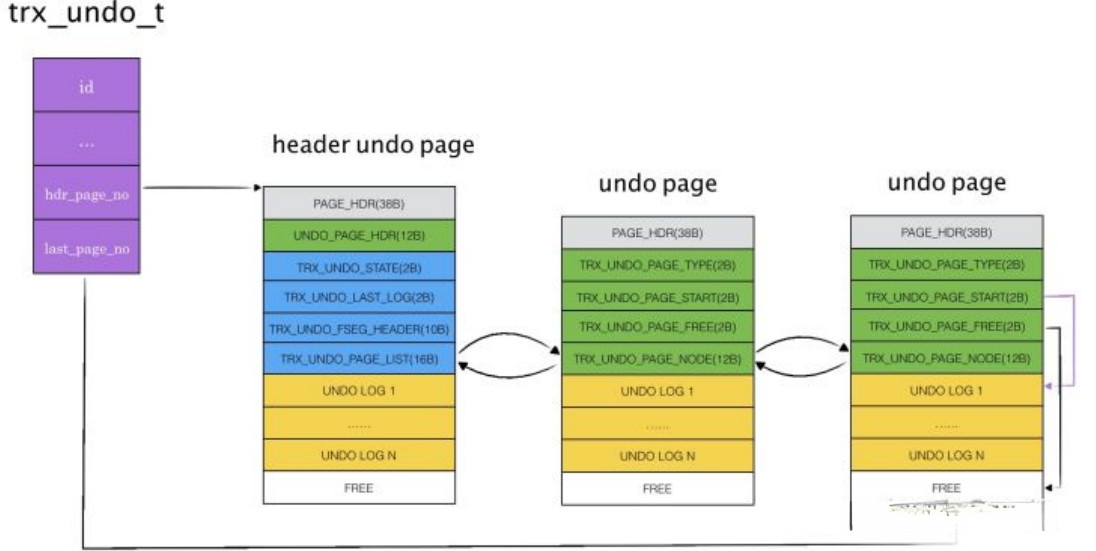 trx_undo_t
id
...
hdr_page_no
last_page_no
header undo page
PAGE_HDR(38B)
UNDO_PAGE_HDR(12B)
TRX_UNDO_STATE(2B)
TRX_UNDO_LAST_LOG(2B)
TRX_UNDO_FSEG_HEADER(10B)
TRX_UNDO_PAGE_LIST(16B)
UNDO LOG 1
......
UNDO LOG N
FREE
undo page
PAGE_HDR(38B)
TRX_UNDO_PAGE_TYPE(2B)
TRX_UNDO_PAGE_START(2B)
TRX_UNDO_PAGE_FREE(2B)
TRX_UNDO_PAGE_NODE(12B)
UNDO LOG 1
......
UNDO LOG N
FREE
undo page
PAGE_HDR(38B)
TRX_UNDO_PAGE_TYPE(2B)
TRX_UNDO_PAGE_START(2B)
TRX_UNDO_PAGE_FREE(2B)
TRX_UNDO_PAGE_NODE(12B)
UNDO LOG 1
......
UNDO LOG N
FREE